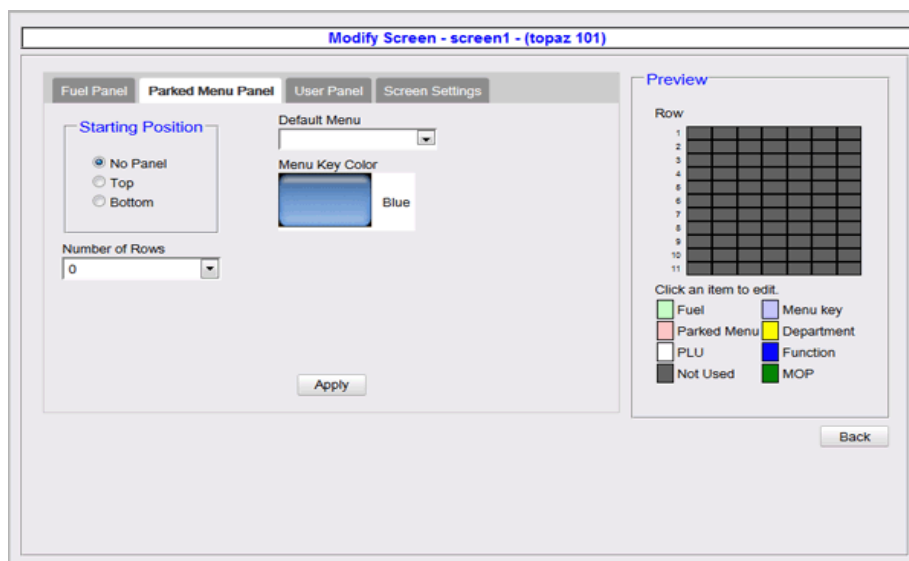 Modify Screen - screen1 - (topaz 101)
Fuel Panel Parked Menu Panel User Panel Screen Settings
Starting Position
No Panel
Top
Bottom
Number of Rows
0
Default Menu
Menu Key Color
Blue
Apply
Preview
Row
1
2
3
4
5
6
7
8
9
10
11
Click an item to edit.
Fuel Menu key
Parked Menu Department
PLU Function
Not Used MOP
Back